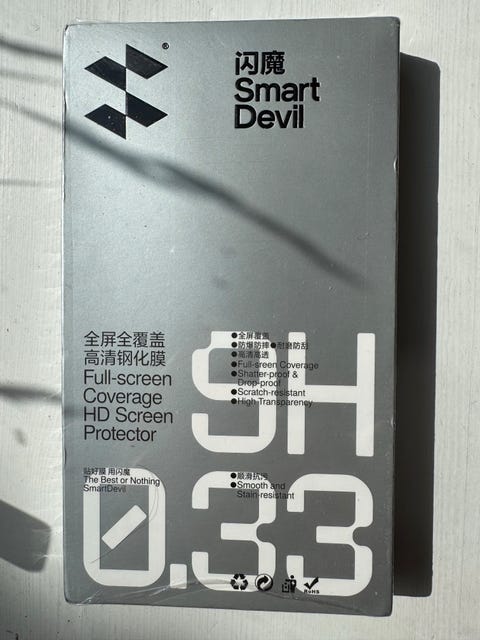 ®
闪魔
Smart
Devil
全屏全覆盖
高清钢化膜
Full-screen
Coverage
HD Screen
Protector
9H
●全屏覆盖
●防爆防摔●耐磨防刮
●高清高透
●Full-sreen Coverage
●Shatter-proof &
Drop-proof
●Scratch-resistant
●High Transparency
贴好膜 用闪魔
The Best or Nothing
SmartDevil
0.33
●顺滑抗污
●Smooth and
Stain-resistant
RoHS